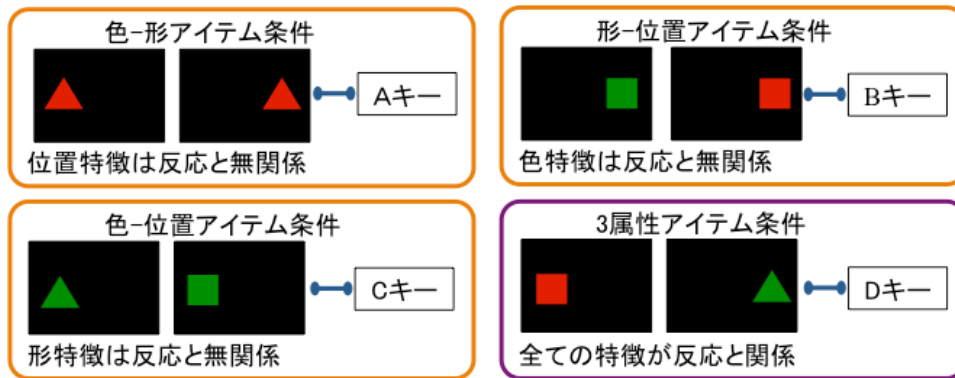 色-形アイテム条件
Aキー
位置特徴は反応と無関係
形-位置アイテム条件
Bキー
色特徴は反応と無関係
色-位置アイテム条件
Cキー
形特徴は反応と無関係
3属性アイテム条件
Dキー
全ての特徴が反応と関係